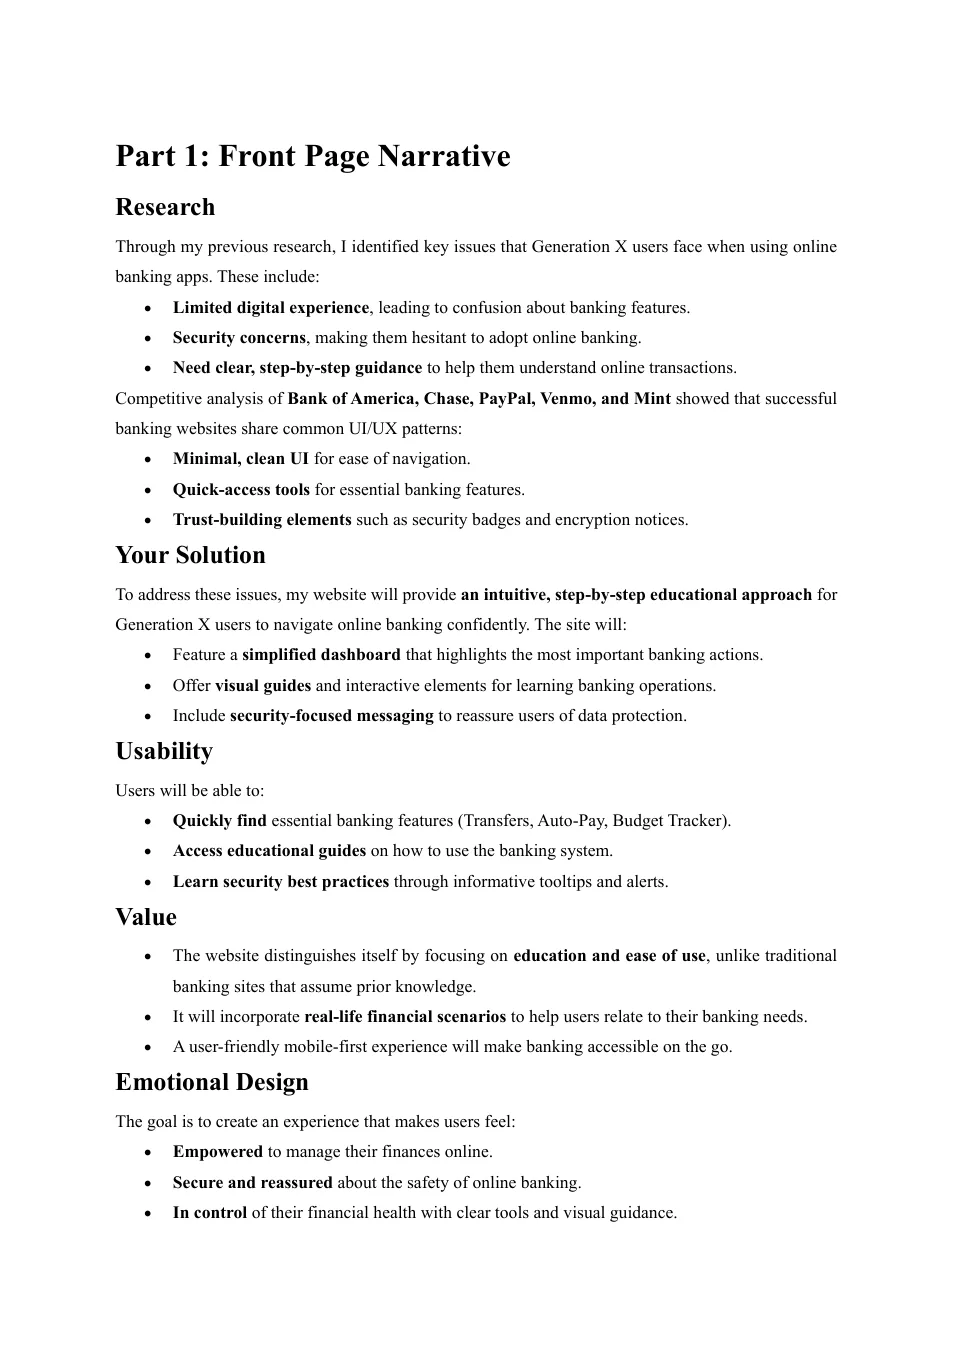 Part 1: Front Page Narrative
Research
Through my previous research, I identified key issues that Generation X users face when using online
banking apps. These include:
• Limited digital experience, leading to confusion about banking features.
• Security concerns, making them hesitant to adopt online banking.
• Need clear, step-by-step guidance to help them understand online transactions.
Competitive analysis of Bank of America, Chase, PayPal, Venmo, and Mint showed that successful
banking websites share common UI/UX patterns:
• Minimal, clean UI for ease of navigation.
• Quick-access tools for essential banking features.
• Trust-building elements such as security badges and encryption notices.
Your Solution
To address these issues, my website will provide an intuitive, step-by-step educational approach for
Generation X users to navigate online banking confidently. The site will:
• Feature a simplified dashboard that highlights the most important banking actions.
• Offer visual guides and interactive elements for learning banking operations.
• Include security-focused messaging to reassure users of data protection.
Usability
Users will be able to:
• Quickly find essential banking features (Transfers, Auto-Pay, Budget Tracker).
• Access educational guides on how to use the banking system.
• Learn security best practices through informative tooltips and alerts.
Value
• The website distinguishes itself by focusing on education and ease of use, unlike traditional
banking sites that assume prior knowledge.
• It will incorporate real-life financial scenarios to help users relate to their banking needs.
• A user-friendly mobile-first experience will make banking accessible on the go.
Emotional Design
The goal is to create an experience that makes users feel:
• Empowered to manage their finances online.
• Secure and reassured about the safety of online banking.
• In control of their financial health with clear tools and visual guidance.